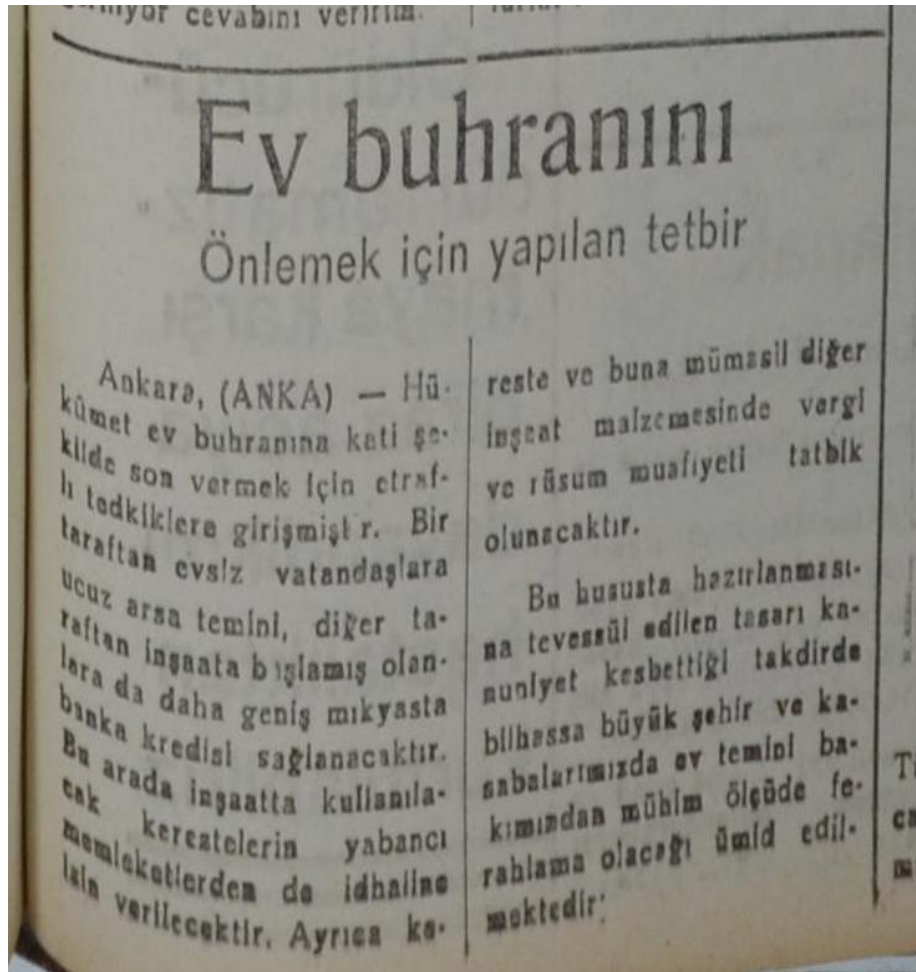 cevabını veririm.
Ev buhranını
Önlemek için yapılan tetbir
Ankara, (ANKA) — Hü-
kûmet ev buhranına kati şe-
kilde son vermek için etraf-
lı tedkiklere girişmişt r. Bir
taraftan evsiz vatandaşlara
ucuz arsa temini, diğer ta-
raftan inşaata başlamış olan-
lara da daha geniş mıkyasta
banka kredisi sağlanacaktır.
Bu arada inşaatta kullanıla-
cak kerestelerin yabancı
memleketlerden de idhaline
izin verilecektir. Ayrıca ke-
reste ve buna mümasil diğer
inşaat malzemesinde vergi
ve rüsum muafiyeti tatbik
olunacaktır.
Bu hususta hazırlanması-
na tevessül edilen tasarı ka-
nuniyet kesbettiği takdirde
bilhassa büyük şehir ve ka-
sabalarımızda ev temini ba-
kımından mühim ölçüde fe-
rahlama olacağı ümid edil-
mektedir.